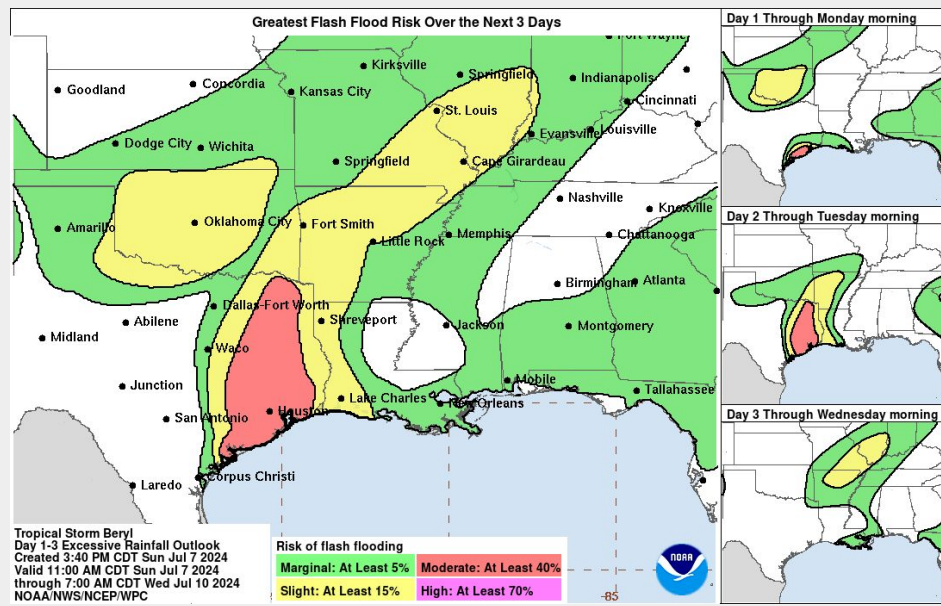 Greatest Flash Flood Risk Over the Next 3 Days
Fort Wayne
Kirksville
Springfield
Indianapolis
Goodland
Concordia
Kansas City
Cincinnati
St. Louis
Evansville
Louisville
Dodge City
Wichita
Springfield
Cape Girardeau
Nashville
Knoxville
Amarillo
Oklahoma City
Fort Smith
Little Rock
Memphis
Chattanooga
Birmingham
Atlanta
Dallas-Fort Worth
Abilene
Shreveport
Jackson
Montgomery
Midland
Waco
Junction
Mobile
Tallahassee
San Antonio
Houston
Lake Charles
New Orleans
Laredo
Corpus Christi
Tropical Storm Beryl
Day 1-3 Excessive Rainfall Outlook
Created 3:40 PM CDT Sun Jul 7 2024
Valid 11:00 AM CDT Sun Jul 7 2024
through 7:00 AM CDT Wed Jul 10 2024
NOAA/NWS/NCEP/WPC
Risk of flash flooding
Marginal: At Least 5%
Moderate: At Least 40%
Slight: At Least 15%
High: At Least 70%
-85
NOAA
Day 1 Through Monday morning
Day 2 Through Tuesday morning
Day 3 Through Wednesday morning